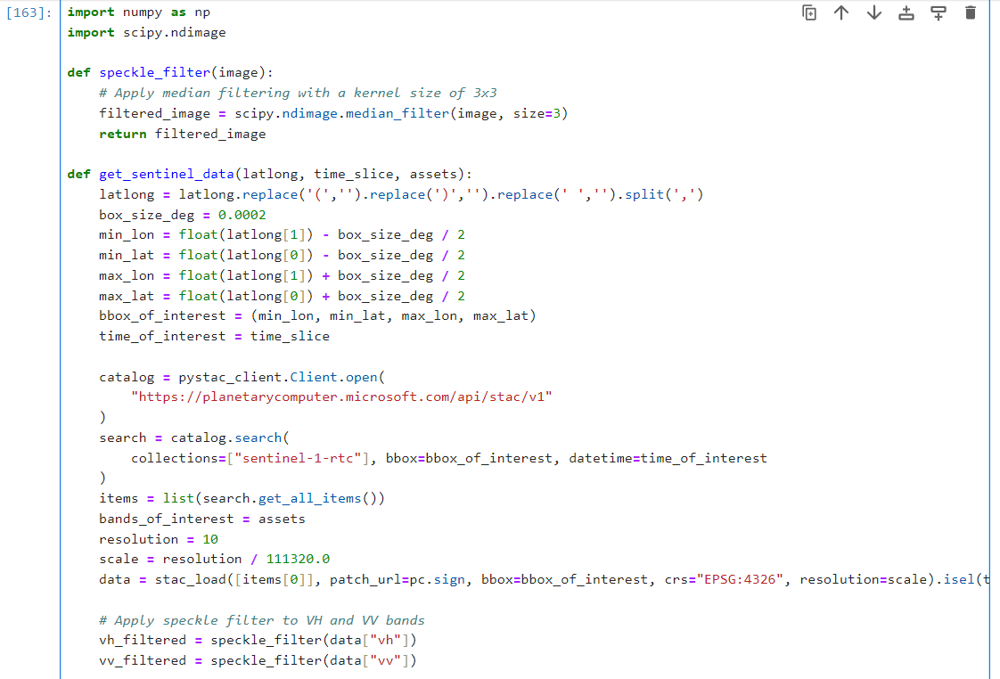 [163]:
import numpy as np
import scipy.ndimage

def speckle_filter(image):
    # Apply median filtering with a kernel size of 3x3
    filtered_image = scipy.ndimage.median_filter(image, size=3)
    return filtered_image

def get_sentinel_data(latlong, time_slice, assets):
    latlong = latlong.replace('(','').replace(')','').replace(' ','').split(',')
    box_size_deg = 0.0002
    min_lon = float(latlong[1]) - box_size_deg / 2
    min_lat = float(latlong[0]) - box_size_deg / 2
    max_lon = float(latlong[1]) + box_size_deg / 2
    max_lat = float(latlong[0]) + box_size_deg / 2
    bbox_of_interest = (min_lon, min_lat, max_lon, max_lat)
    time_of_interest = time_slice

    catalog = pystac_client.Client.open(
        "https://planetarycomputer.microsoft.com/api/stac/v1"
    )
    search = catalog.search(
        collections=["sentinel-1-rtc"], bbox=bbox_of_interest, datetime=time_of_interest
    )
    items = list(search.get_all_items())
    bands_of_interest = assets
    resolution = 10
    scale = resolution / 111320.0
    data = stac_load([items[0]], patch_url=pc.sign, bbox=bbox_of_interest, crs="EPSG:4326", resolution=scale).isel(t

    # Apply speckle filter to VH and VV bands
    vh_filtered = speckle_filter(data["vh"])
    vv_filtered = speckle_filter(data["vv"])